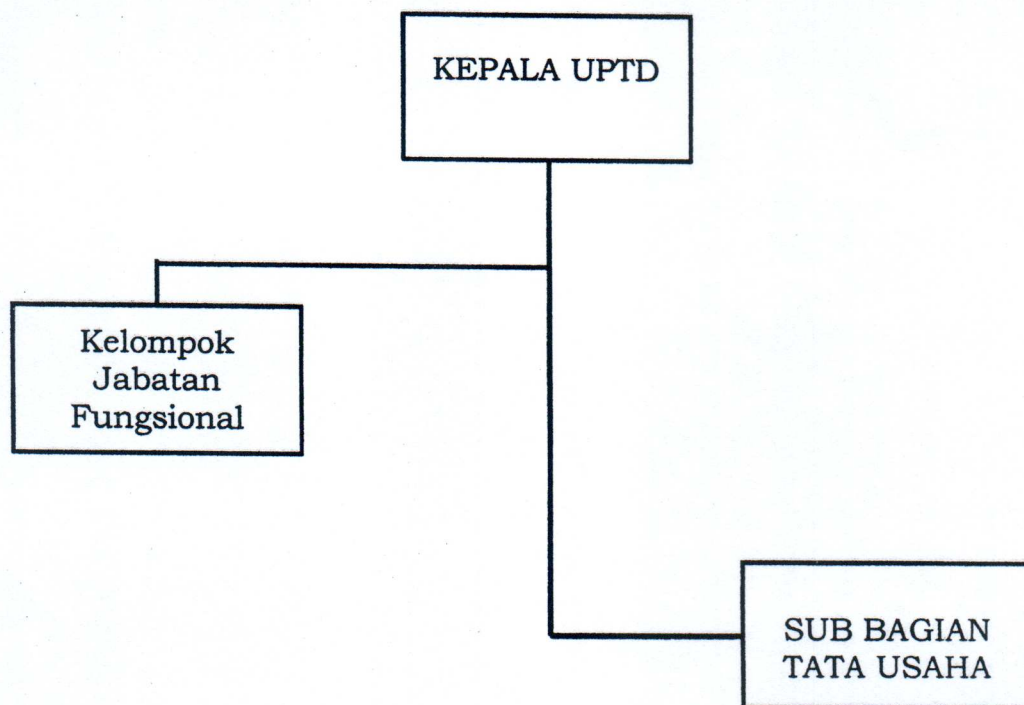 KEPALA UPTD
Kelompok
Jabatan
Fungsional
SUB BAGIAN
TATA USAHA